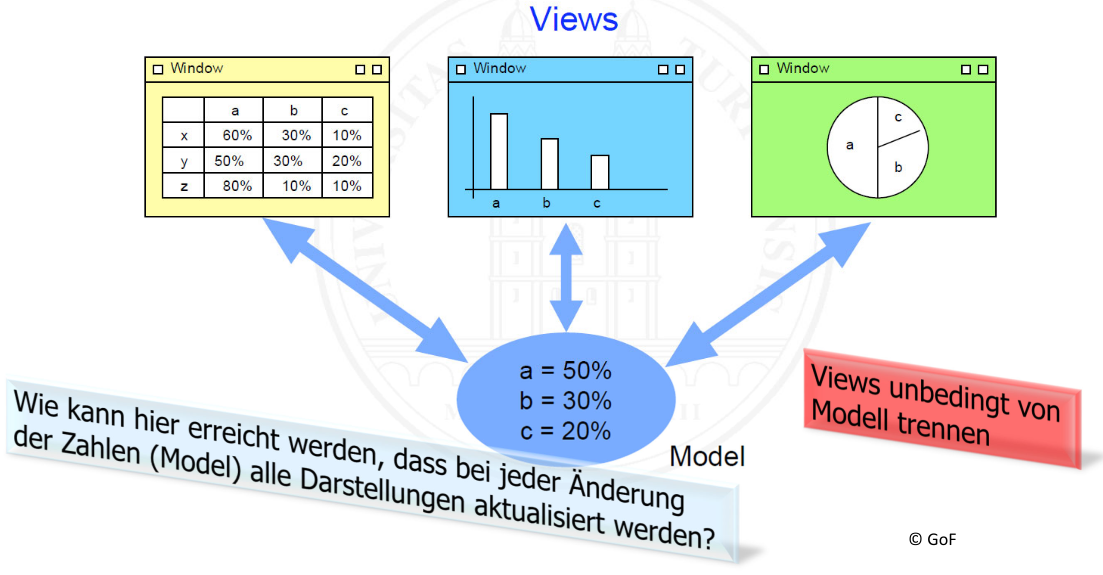 Views
Window
a b c
x 60% 30% 10%
y 50% 30% 20%
z 80% 10% 10%
Window
a b c
Window
a
c
b
a = 50%
b = 30%
c = 20%
Model
Wie kann hier erreicht werden, dass bei jeder Änderung
der Zahlen (Model) alle Darstellungen aktualisiert werden?
Views unbedingt von
Modell trennen
© GoF